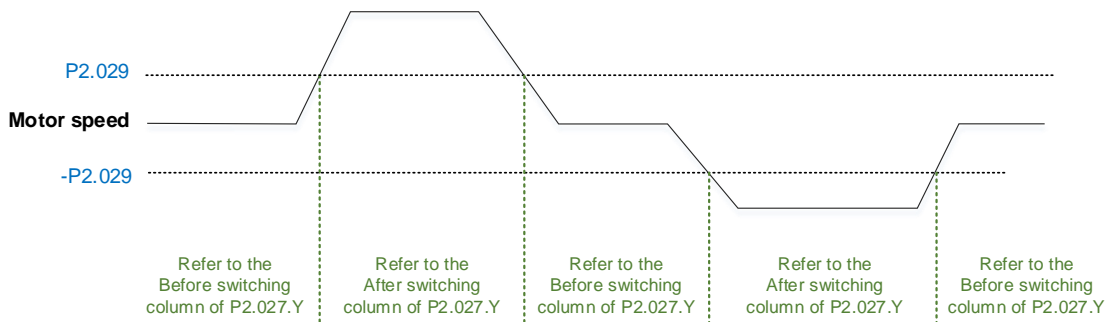 P2.029
Motor speed
-P2.029
Refer to the
Before switching
column of P2.027.Y
Refer to the
After switching
column of P2.027.Y
Refer to the
Before switching
column of P2.027.Y
Refer to the
After switching
column of P2.027.Y
Refer to the
Before switching
column of P2.027.Y